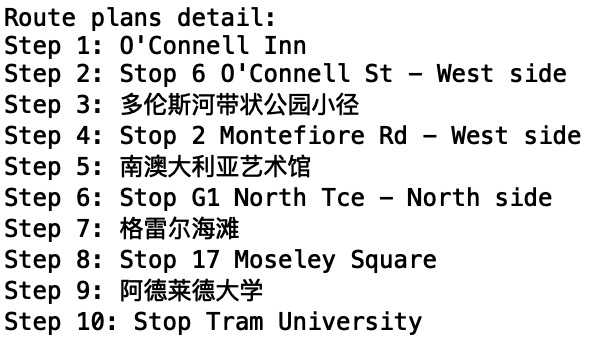 Route plans detail:
Step 1: O'Connell Inn
Step 2: Stop 6 O'Connell St - West side
Step 3: 多伦斯河带状公园小径
Step 4: Stop 2 Montefiore Rd - West side
Step 5: 南澳大利亚艺术馆
Step 6: Stop G1 North Tce - North side
Step 7: 格雷尔海滩
Step 8: Stop 17 Moseley Square
Step 9: 阿德莱德大学
Step 10: Stop Tram University